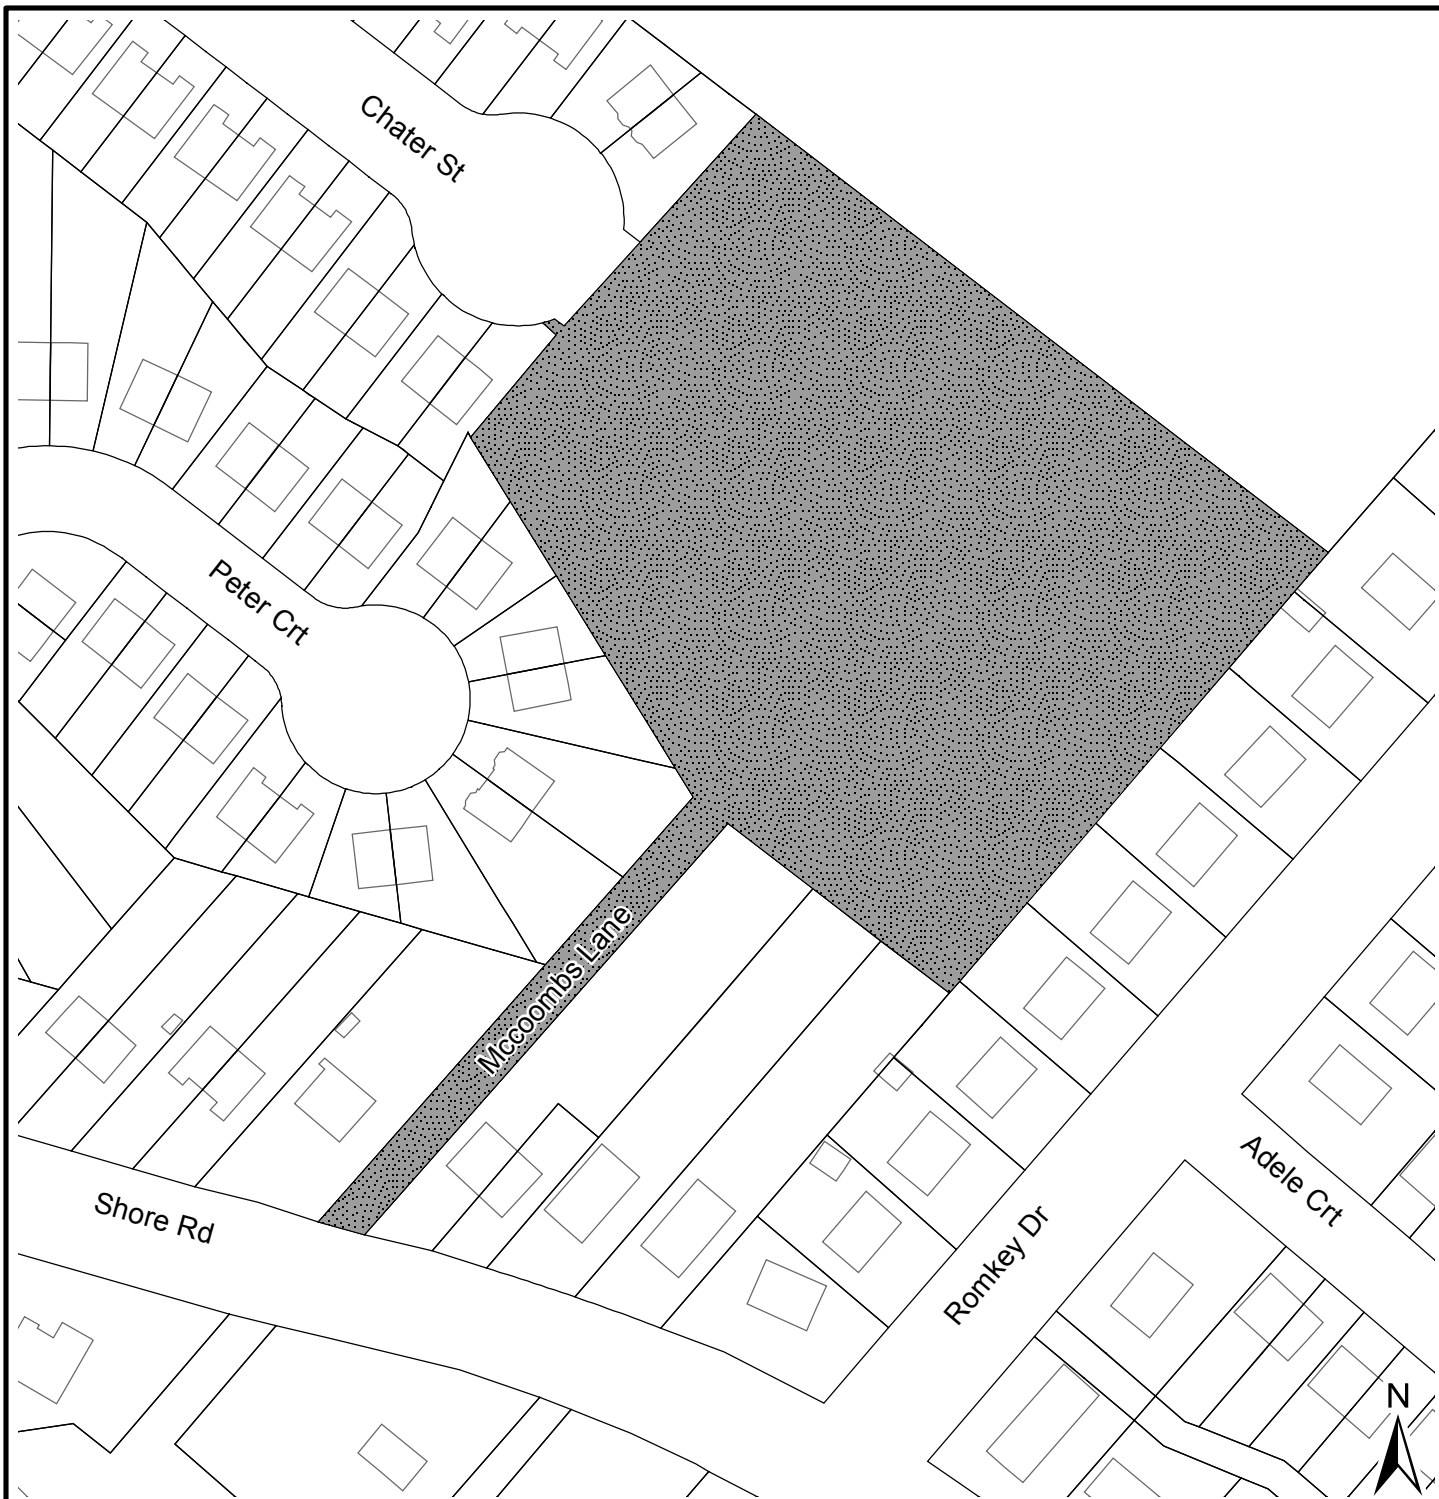 Chater St
Peter Crt
Mccoombs Lane
Shore Rd
Adele Crt
Romkey Dr
N